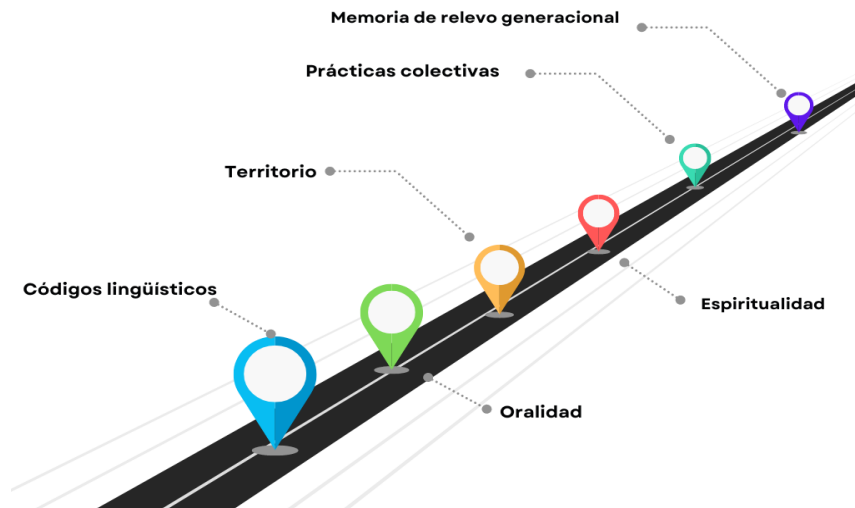 Memoria de relevo generacional
Prácticas colectivas
Territorio
Códigos lingüísticos
Espiritualidad
Oralidad